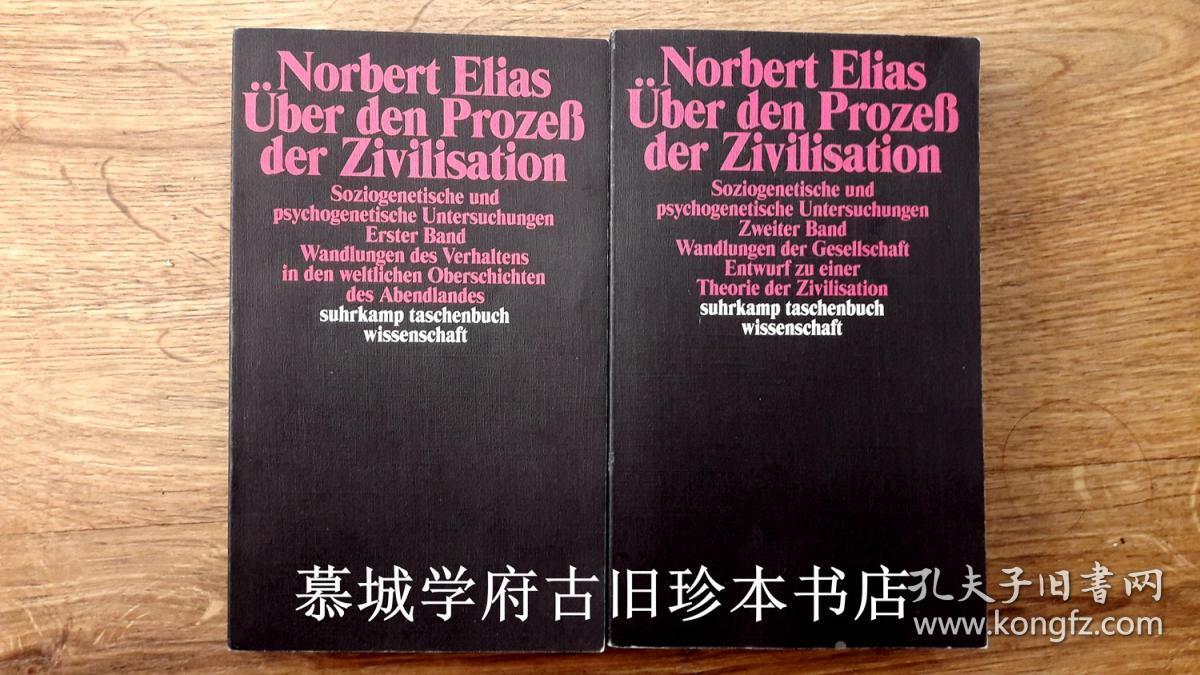 Norbert Elias
Über den Prozeß
der Zivilisation
Soziogenetische und
psychogenetische Untersuchungen
Erster Band
Wandlungen des Verhaltens
in den weltlichen Oberschichten
des Abendlandes
suhrkamp taschenbuch
wissenschaft
Norbert Elias
Über den Prozeß
der Zivilisation
Soziogenetische und
psychogenetische Untersuchungen
Zweiter Band
Wandlungen der Gesellschaft
Entwurf zu einer
Theorie der Zivilisation
suhrkamp taschenbuch
wissenschaft
慕城学府古旧珍本书店
孔夫子旧書网
www.kongfz.com